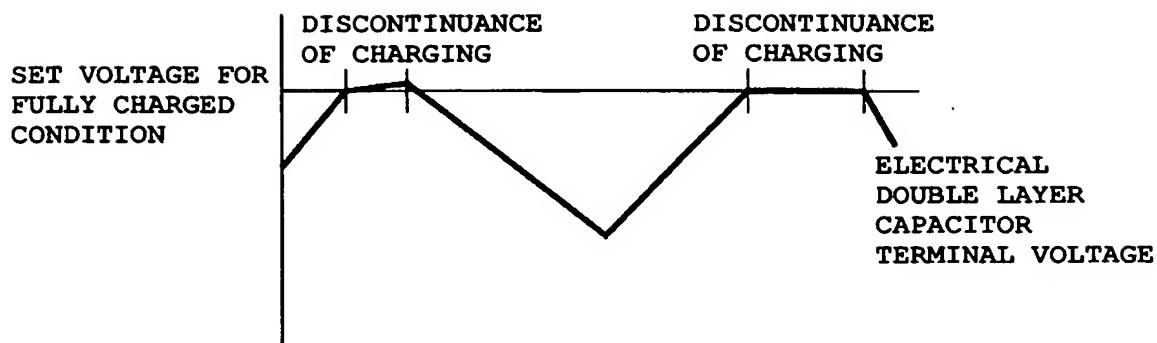 DISCONTINUANCE
OF CHARGING
DISCONTINUANCE
OF CHARGING
SET VOLTAGE FOR
FULLY CHARGED
CONDITION
ELECTRICAL
DOUBLE LAYER
CAPACITOR
TERMINAL VOLTAGE